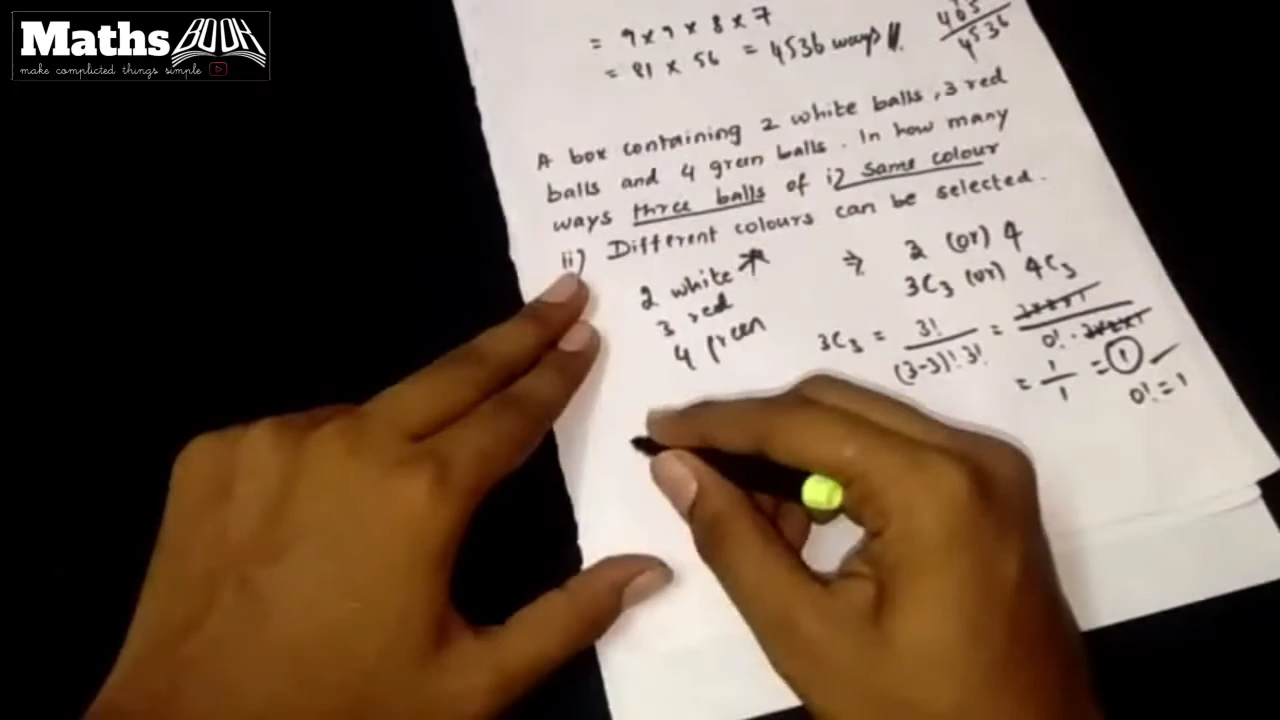 Maths BOOK
make complicted things simple
= 9 x 9 x 8 x 7
= 81 x 56 = 4536 ways //.
405
4536
A box containing 2 white balls, 3 red
balls and 4 green balls. In how many
ways three balls of i) same colour
ii) Different colours can be selected.
2 white *
3 red
4 green
⇒ 3 (or) 4
3C3 (or) 4C3
3C3 = 3! / (3-3)! 3! = 3x2x1 / 0! · 3x2x1
= 1/1 = 1 ✓
0! = 1